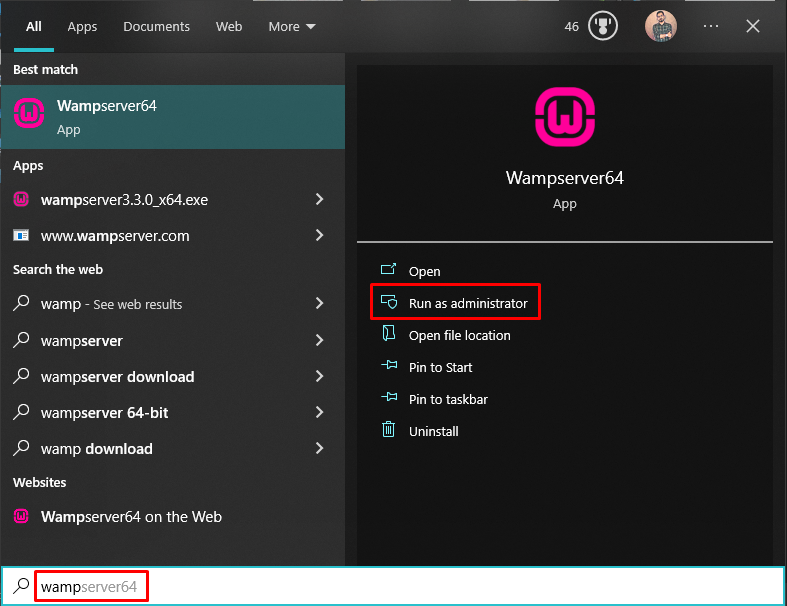 All Apps Documents Web More 46
Best match
Wampserver64
App
Apps
wampserver3.3.0_x64.exe
www.wampserver.com
Search the web
wamp - See web results
wampserver
wampserver download
wampserver 64-bit
wamp download
Websites
Wampserver64 on the Web
Wampserver64
App
Open
Run as administrator
Open file location
Pin to Start
Pin to taskbar
Uninstall
wampserver64